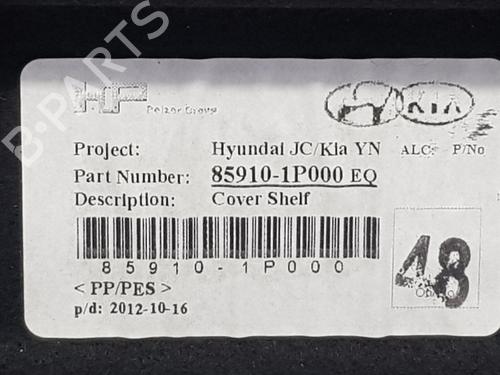 HP
Pelzer Group
KIA
Project: Hyundai JC/Kia YN ALC: P/No
Part Number: 85910-1P000 EQ
Description: Cover Shelf
85910-1P000
< PP/PES >
p/d: 2012-10-16
48
B-PARTS